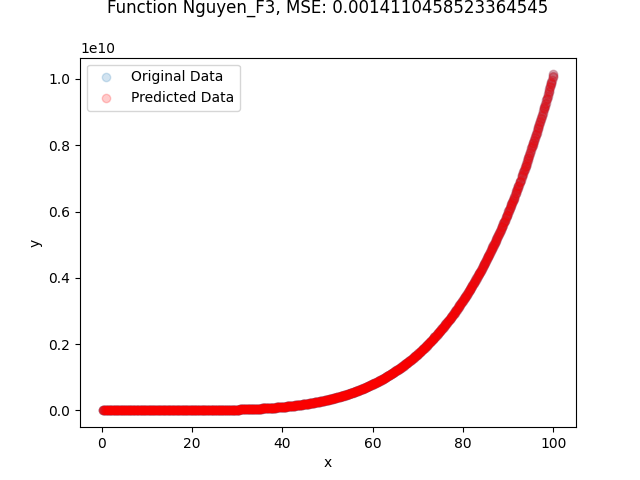 Function Nguyen_F3, MSE: 0.0014110458523364545
1e10
Original Data
Predicted Data
1.0
0.8
0.6
0.4
0.2
0.0
y
0 20 40 60 80 100
x